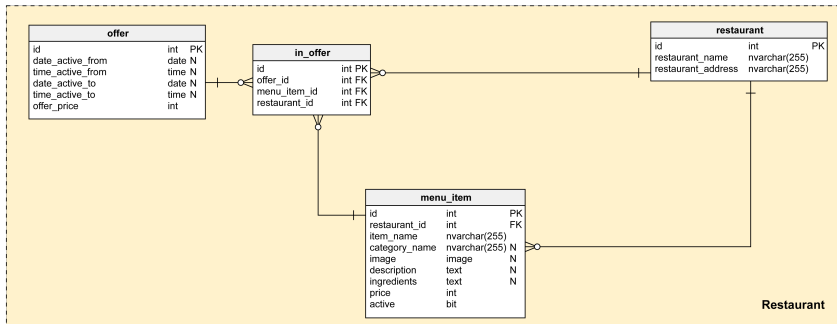 offer
id int PK
date_active_from date N
time_active_from time N
date_active_to date N
time_active_to time N
offer_price int
in_offer
id int PK
offer_id int FK
menu_item_id int FK
restaurant_id int FK
restaurant
id int PK
restaurant_name nvarchar(255)
restaurant_address nvarchar(255)
menu_item
id int PK
restaurant_id int FK
item_name nvarchar(255)
category_name nvarchar(255) N
image image N
description text N
ingredients text N
price int
active bit
Restaurant